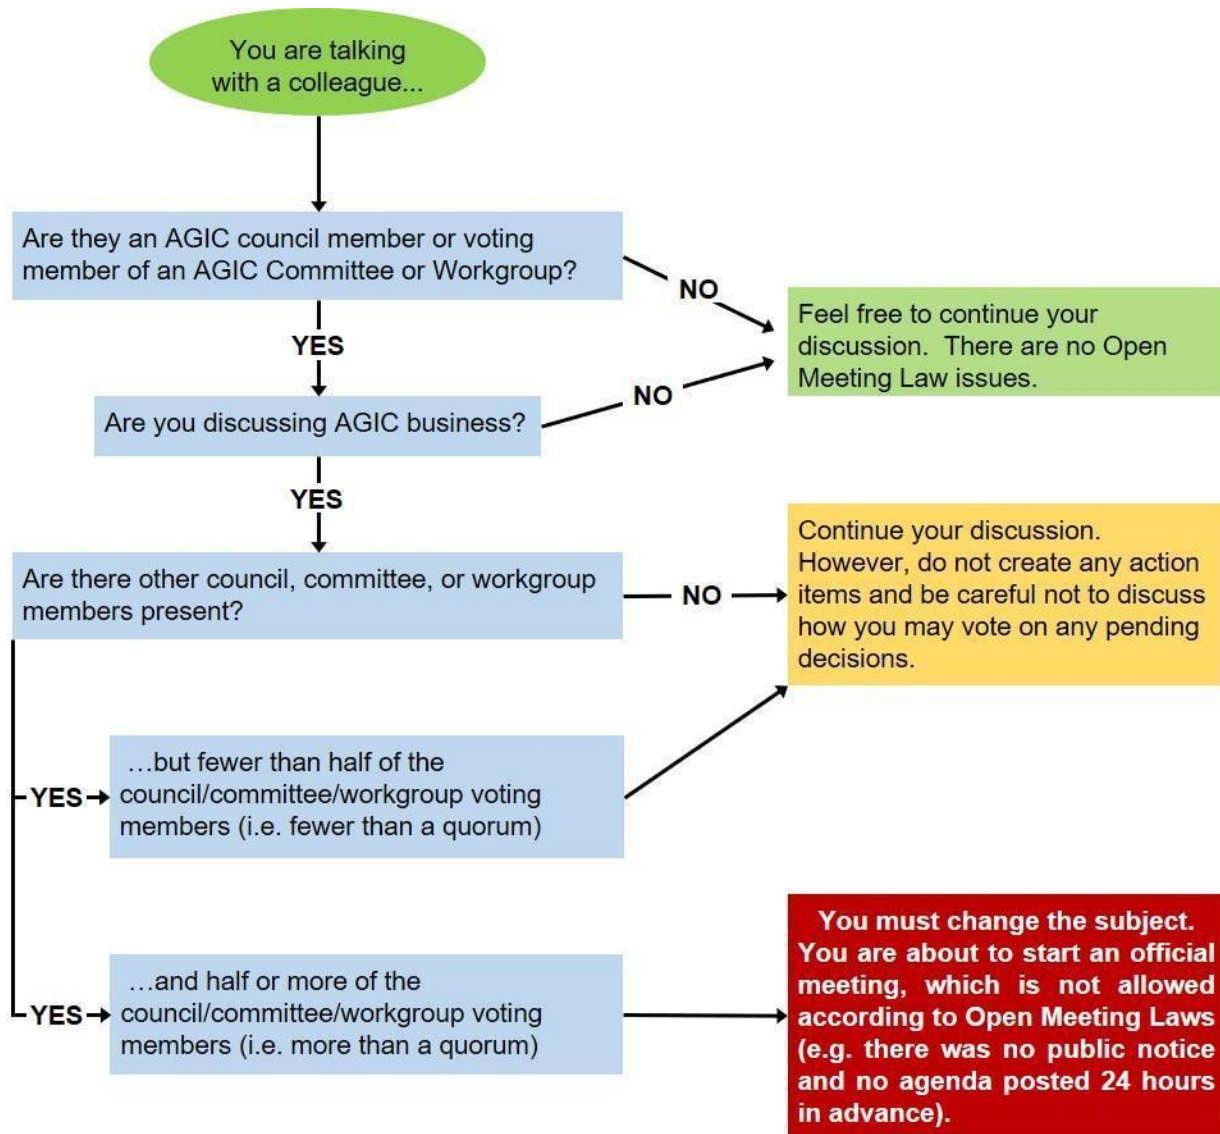 You are talking
with a colleague...
Are they an AGIC council member or voting
member of an AGIC Committee or Workgroup?
NO
Feel free to continue your
discussion.  There are no Open
Meeting Law issues.
YES
NO
Are you discussing AGIC business?
YES
Continue your discussion.
However, do not create any action
items and be careful not to discuss
how you may vote on any pending
decisions.
Are there other council, committee, or workgroup
members present?
NO
YES
…but fewer than half of the
council/committee/workgroup voting
members (i.e. fewer than a quorum)
YES
…and half or more of the
council/committee/workgroup voting
members (i.e. more than a quorum)
You must change the subject.
You are about to start an official
meeting, which is not allowed
according to Open Meeting Laws
(e.g. there was no public notice
and no agenda posted 24 hours
in advance).